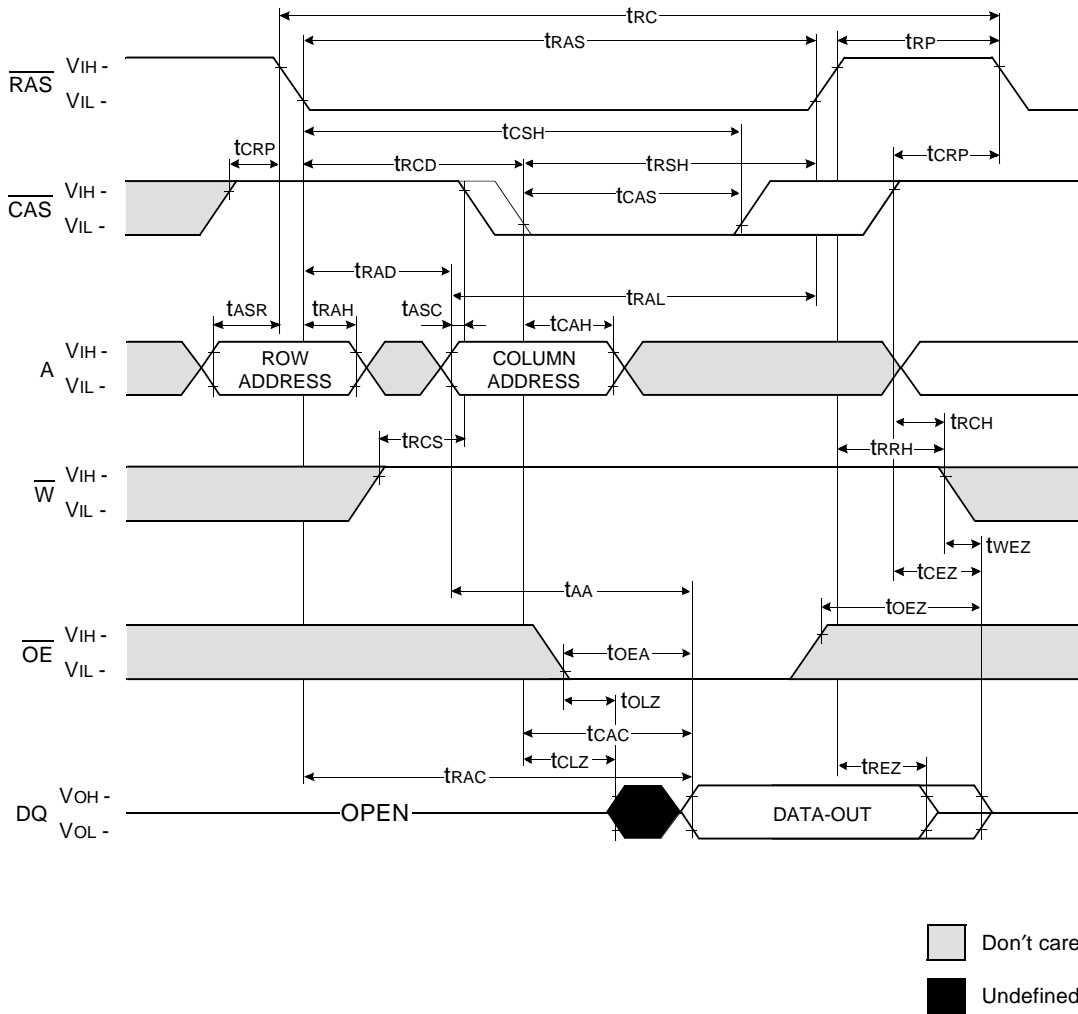 tRC
tRAS
tRP
RAS
VIH -
VIL -
tCSH
tCRP
tRCD
tRSH
tCRP
CAS
VIH -
VIL -
tCAS
tRAD
tRAL
tASR
tRAH
tASC
tCAH
A
VIH -
VIL -
ROW
ADDRESS
COLUMN
ADDRESS
tRCH
tRCS
tRRH
W
VIH -
VIL -
tWEZ
tCEZ
tAA
tOEZ
OE
VIH -
VIL -
tOEA
tOLZ
tCAC
tCLZ
tREZ
tRAC
DQ
VOH -
VOL -
OPEN
DATA-OUT
Don′t care
Undefined